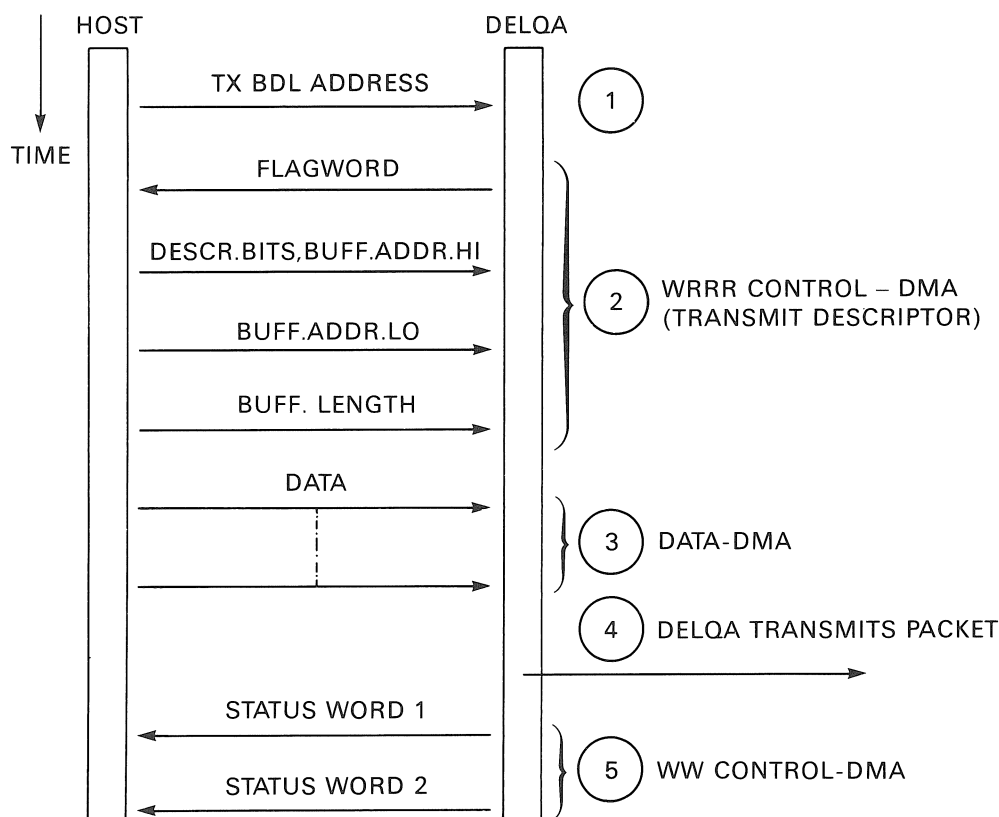 HOST
DELQA
TX BDL ADDRESS
1
TIME
FLAGWORD
DESCR.BITS,BUFF.ADDR.HI
2
WRRR CONTROL – DMA
(TRANSMIT DESCRIPTOR)
BUFF.ADDR.LO
BUFF. LENGTH
DATA
3
DATA-DMA
4
DELQA TRANSMITS PACKET
STATUS WORD 1
5
WW CONTROL-DMA
STATUS WORD 2